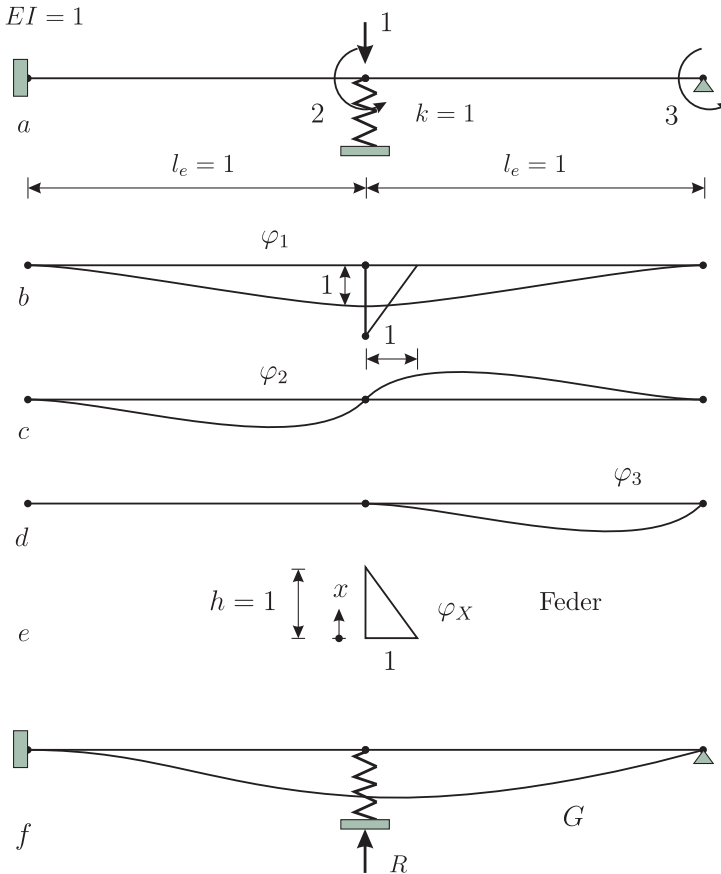 EI = 1
1
2
k = 1
3
a
l_e = 1
l_e = 1
φ_1
1
b
1
φ_2
c
φ_3
d
h = 1
x
φ_X
Feder
e
1
G
f
R